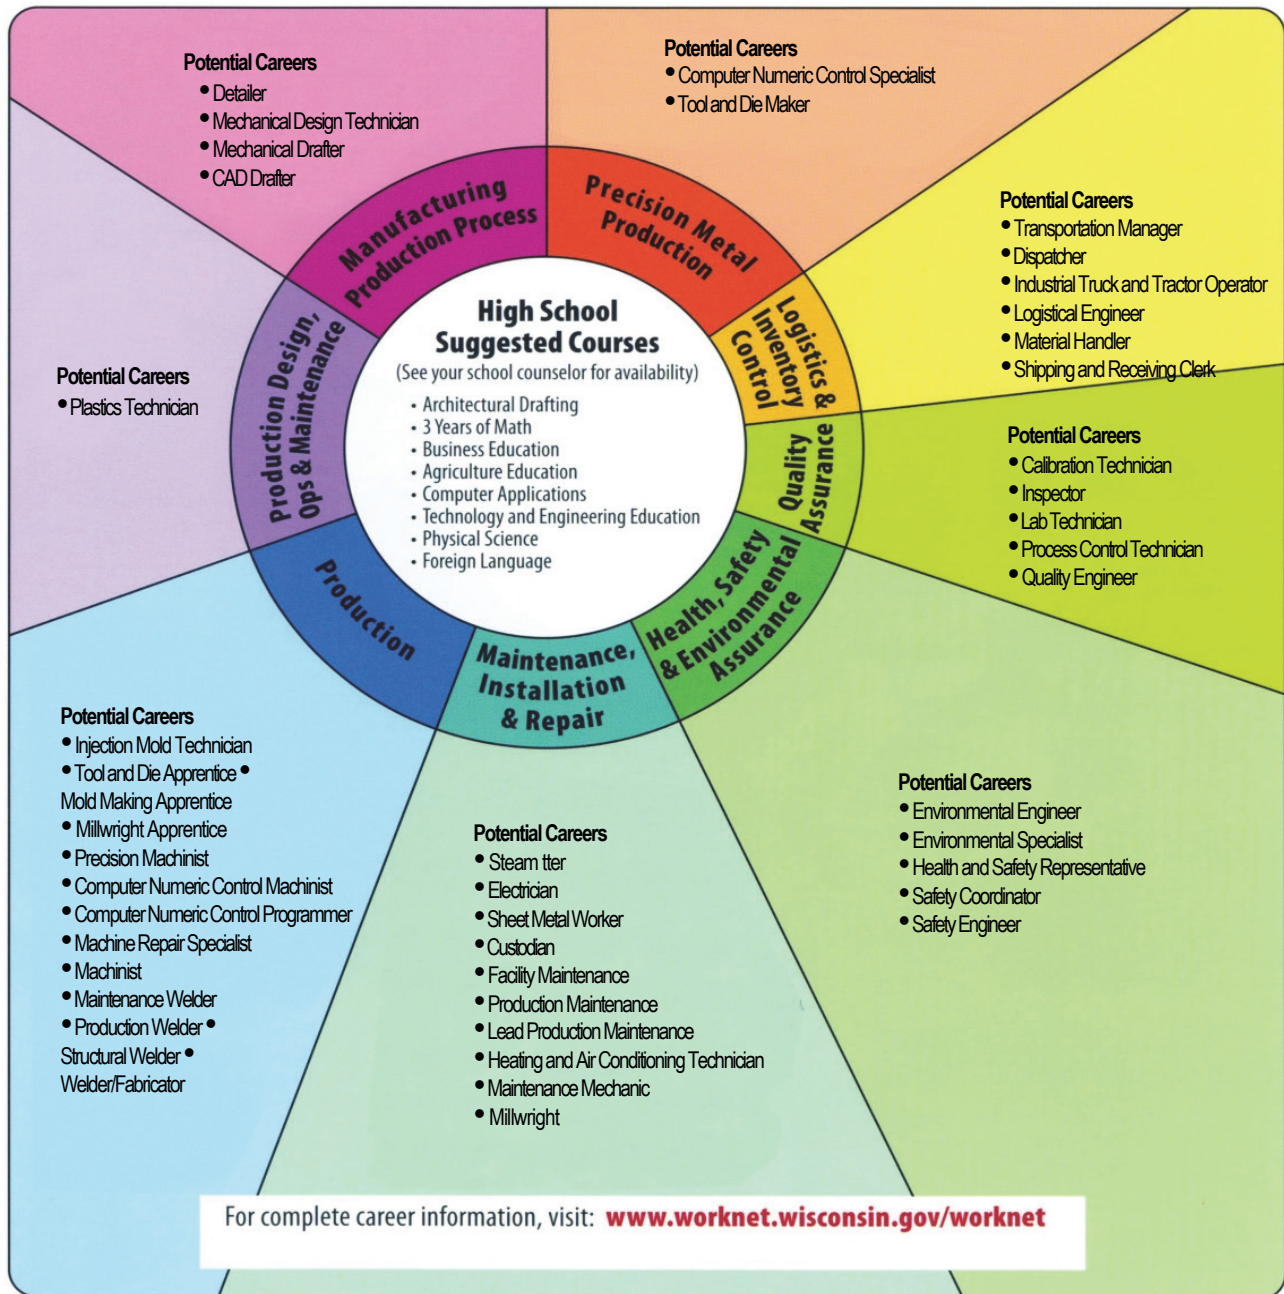 Potential Careers
• Detailer
• Mechanical Design Technician
• Mechanical Drafter
• CAD Drafter
Potential Careers
• Computer Numeric Control Specialist
• Tool and Die Maker
Potential Careers
• Transportation Manager
• Dispatcher
• Industrial Truck and Tractor Operator
• Logistical Engineer
• Material Handler
• Shipping and Receiving Clerk
Potential Careers
• Calibration Technician
• Inspector
• Lab Technician
• Process Control Technician
• Quality Engineer
Potential Careers
• Environmental Engineer
• Environmental Specialist
• Health and Safety Representative
• Safety Coordinator
• Safety Engineer
Potential Careers
• Steam tter
• Electrician
• Sheet Metal Worker
• Custodian
• Facility Maintenance
• Production Maintenance
• Lead Production Maintenance
• Heating and Air Conditioning Technician
• Maintenance Mechanic
• Millwright
Potential Careers
• Injection Mold Technician
• Tool and Die Apprentice •
Mold Making Apprentice
• Millwright Apprentice
• Precision Machinist
• Computer Numeric Control Machinist
• Computer Numeric Control Programmer
• Machine Repair Specialist
• Machinist
• Maintenance Welder
• Production Welder •
Structural Welder •
Welder/Fabricator
Potential Careers
• Plastics Technician
Manufacturing
Production Process
Precision Metal
Production
Logistics &
Inventory
Control
Quality
Assurance
Health, Safety
& Environmental
Assurance
Maintenance,
Installation
& Repair
Production
Production Design,
Ops & Maintenance
High School
Suggested Courses
(See your school counselor for availability)
• Architectural Drafting
• 3 Years of Math
• Business Education
• Agriculture Education
• Computer Applications
• Technology and Engineering Education
• Physical Science
• Foreign Language
For complete career information, visit: www.worknet.wisconsin.gov/worknet